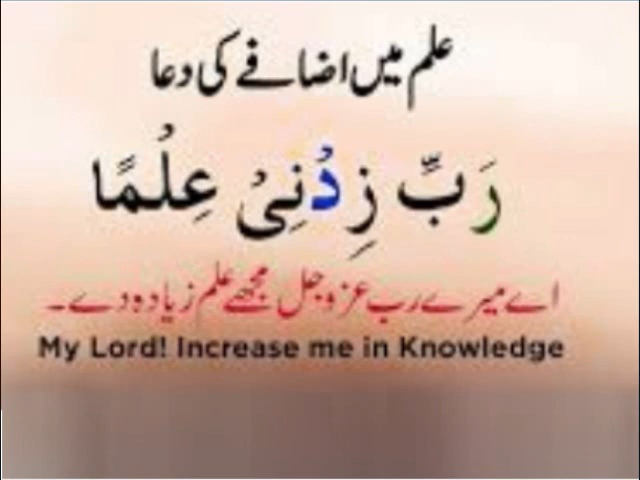 علم میں اضافے کی دعا
رَبِّ زِدْنِیْ عِلْمًا
اے میرے رب عزوجل مجھے علم زیادہ دے۔
My Lord! Increase me in Knowledge